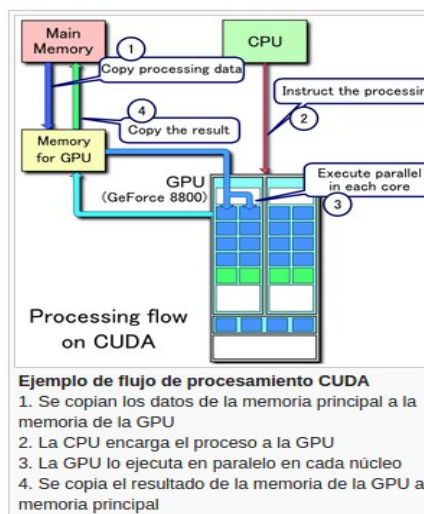 Main
Memory
1
CPU
Copy processing data
Instruct the processin
4
Copy the result
2
Memory
for GPU
GPU
(GeForce 8800)
Execute parallel
in each core
3
Processing flow
on CUDA
Ejemplo de flujo de procesamiento CUDA
1. Se copian los datos de la memoria principal a la
memoria de la GPU
2. La CPU encarga el proceso a la GPU
3. La GPU lo ejecuta en paralelo en cada núcleo
4. Se copia el resultado de la memoria de la GPU a
memoria principal